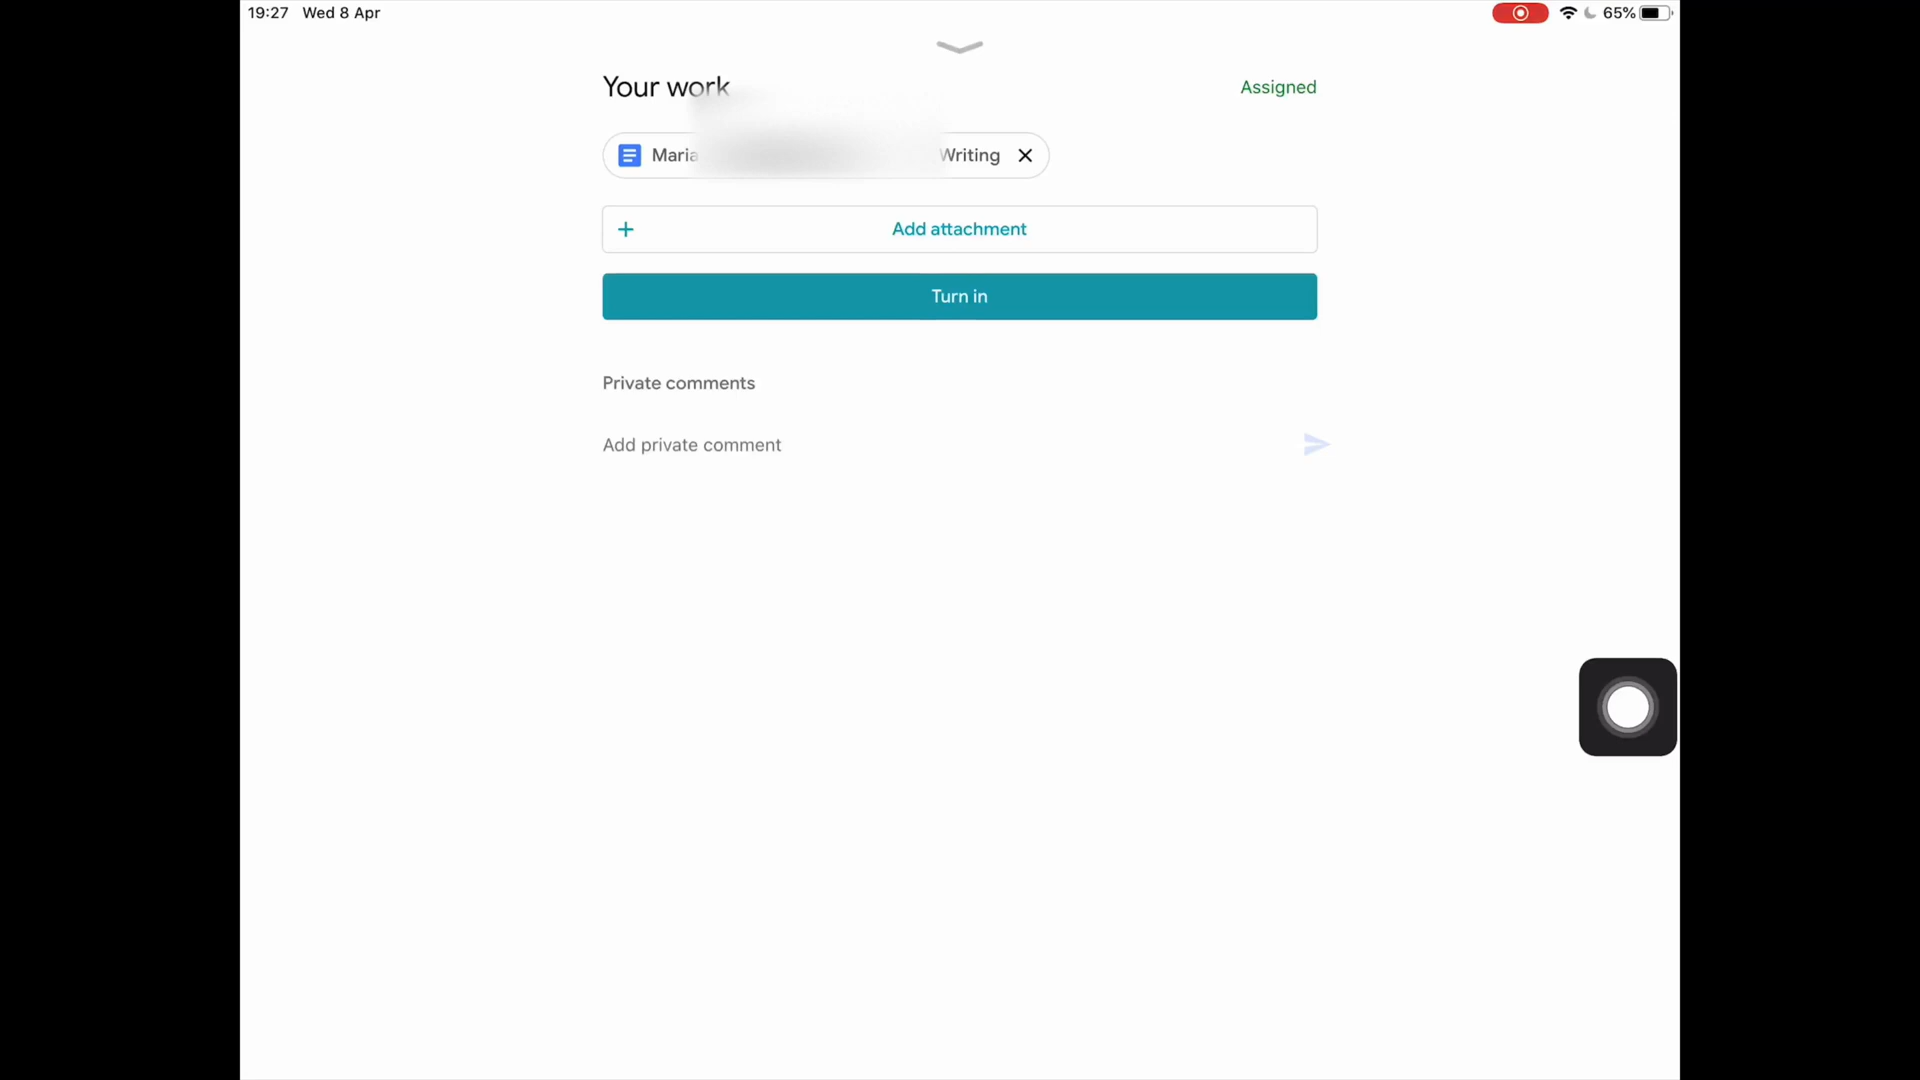 19:27 Wed 8 Apr 65%
Your work Assigned
Maria Writing
Add attachment
Turn in
Private comments
Add private comment